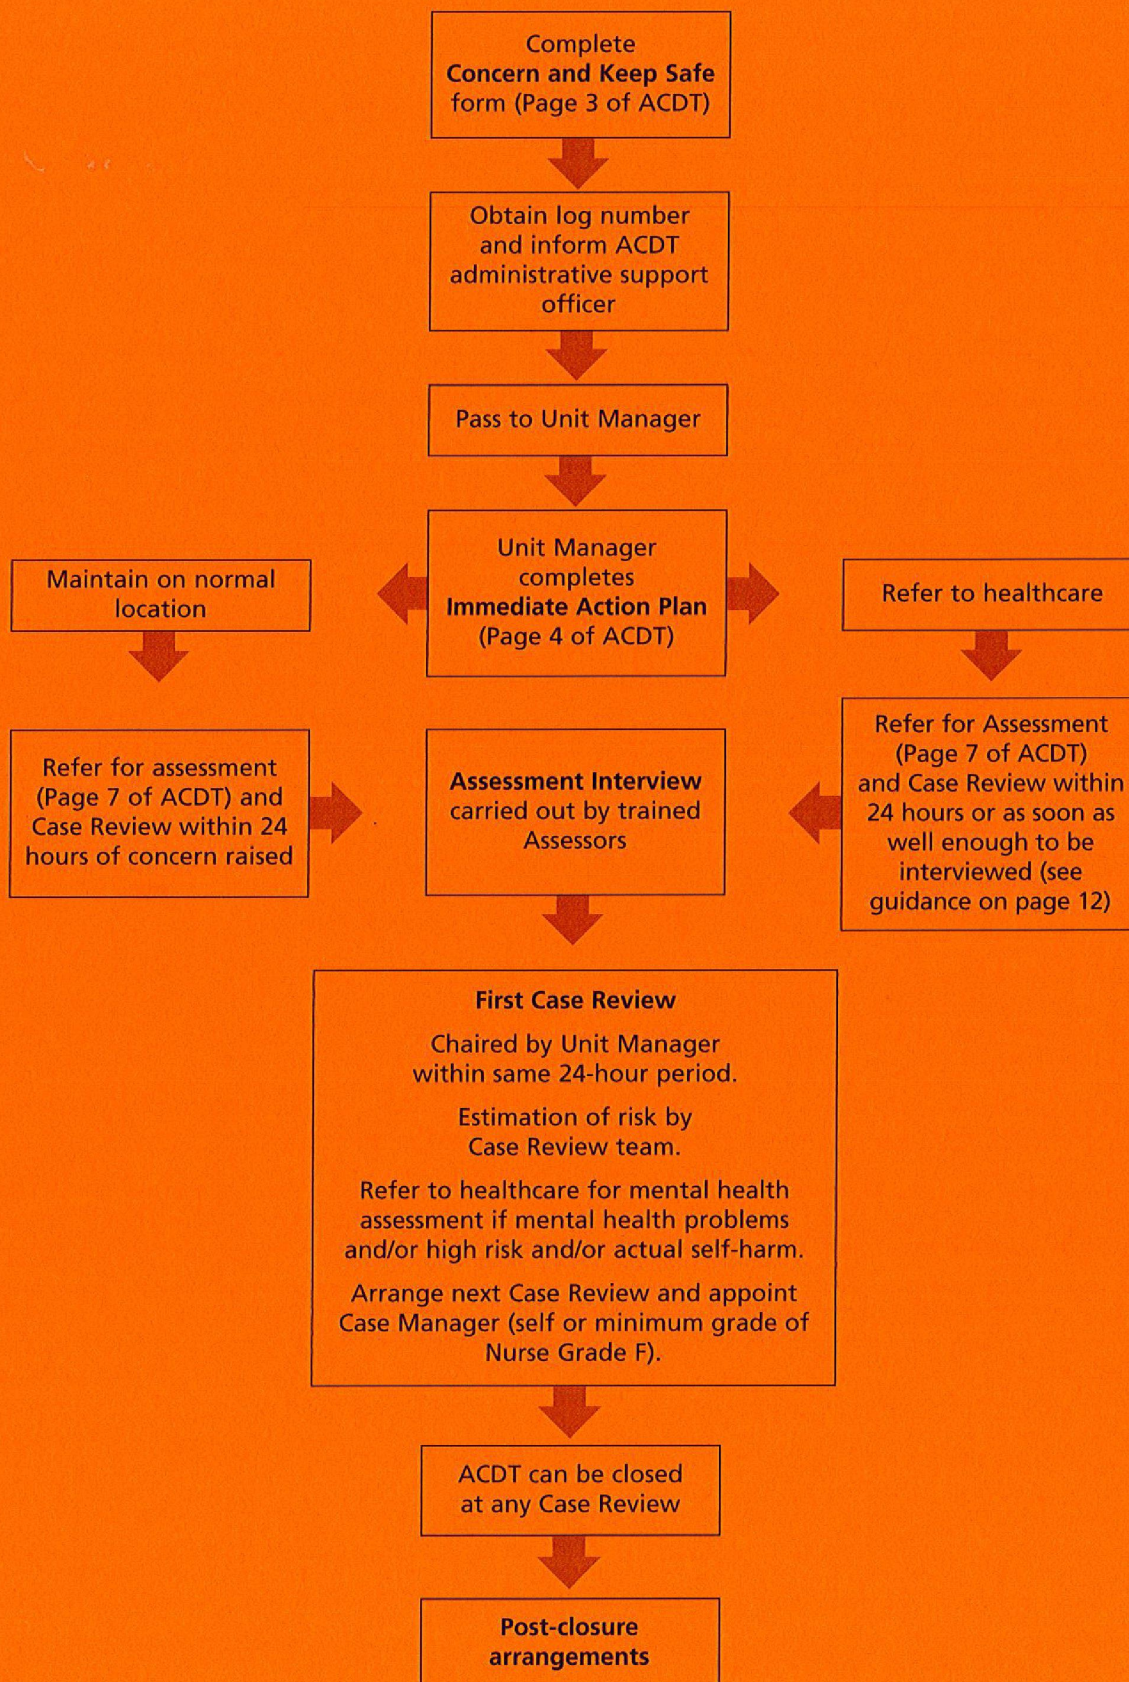 Complete
Concern and Keep Safe
form (Page 3 of ACDT)
Obtain log number
and inform ACDT
administrative support
officer
Pass to Unit Manager
Unit Manager
completes
Immediate Action Plan
(Page 4 of ACDT)
Maintain on normal
location
Refer to healthcare
Refer for assessment
(Page 7 of ACDT) and
Case Review within 24
hours of concern raised
Assessment Interview
carried out by trained
Assessors
Refer for Assessment
(Page 7 of ACDT)
and Case Review within
24 hours or as soon as
well enough to be
interviewed (see
guidance on page 12)
First Case Review
Chaired by Unit Manager
within same 24-hour period.
Estimation of risk by
Case Review team.
Refer to healthcare for mental health
assessment if mental health problems
and/or high risk and/or actual self-harm.
Arrange next Case Review and appoint
Case Manager (self or minimum grade of
Nurse Grade F).
ACDT can be closed
at any Case Review
Post-closure
arrangements